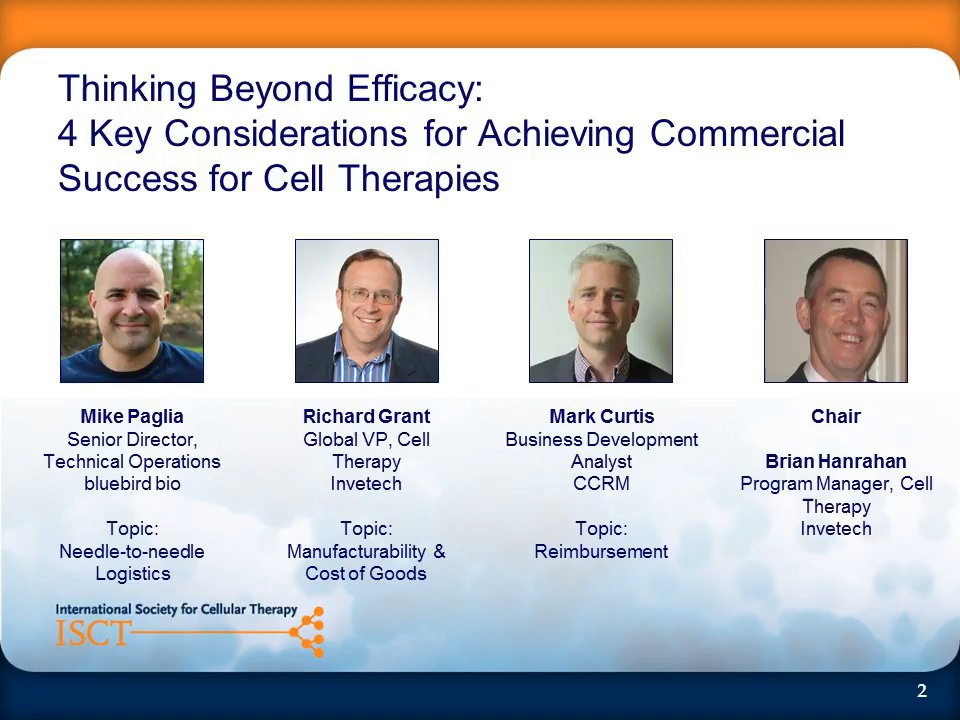 Thinking Beyond Efficacy:
4 Key Considerations for Achieving Commercial
Success for Cell Therapies
Mike Paglia
Senior Director,
Technical Operations
bluebird bio
Topic:
Needle-to-needle
Logistics
Richard Grant
Global VP, Cell
Therapy
Invetech
Topic:
Manufacturability &
Cost of Goods
Mark Curtis
Business Development
Analyst
CCRM
Topic:
Reimbursement
Chair
Brian Hanrahan
Program Manager, Cell
Therapy
Invetech
International Society for Cellular Therapy
ISCT
2